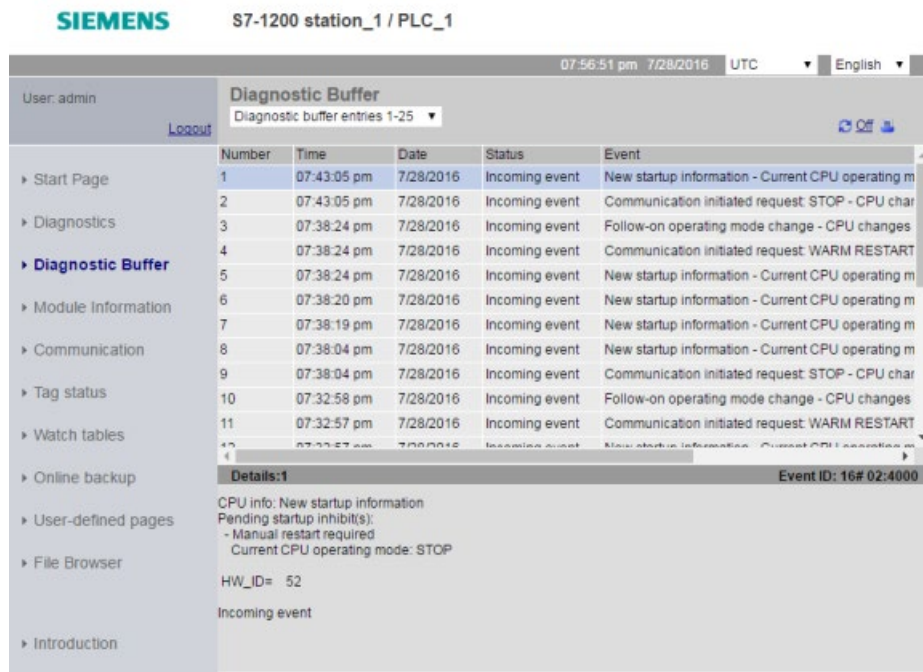 SIEMENS
S7-1200 station_1 / PLC_1
07:56:51 pm 7/28/2016 UTC English
User: admin
Logout
Diagnostic Buffer
Diagnostic buffer entries 1-25
Off
Start Page
Diagnostics
Diagnostic Buffer
Module Information
Communication
Tag status
Watch tables
Online backup
User-defined pages
File Browser
Introduction
Number Time Date Status Event
1 07:43:05 pm 7/28/2016 Incoming event New startup information - Current CPU operating m
2 07:43:05 pm 7/28/2016 Incoming event Communication initiated request: STOP - CPU char
3 07:38:24 pm 7/28/2016 Incoming event Follow-on operating mode change - CPU changes
4 07:38:24 pm 7/28/2016 Incoming event Communication initiated request: WARM RESTART
5 07:38:24 pm 7/28/2016 Incoming event New startup information - Current CPU operating m
6 07:38:20 pm 7/28/2016 Incoming event New startup information - Current CPU operating m
7 07:38:19 pm 7/28/2016 Incoming event New startup information - Current CPU operating m
8 07:38:04 pm 7/28/2016 Incoming event New startup information - Current CPU operating m
9 07:38:04 pm 7/28/2016 Incoming event Communication initiated request: STOP - CPU char
10 07:32:58 pm 7/28/2016 Incoming event Follow-on operating mode change - CPU changes
11 07:32:57 pm 7/28/2016 Incoming event Communication initiated request: WARM RESTART
Details:1 Event ID: 16# 02:4000
CPU info: New startup information
Pending startup inhibit(s):
- Manual restart required
Current CPU operating mode: STOP
HW_ID= 52
Incoming event